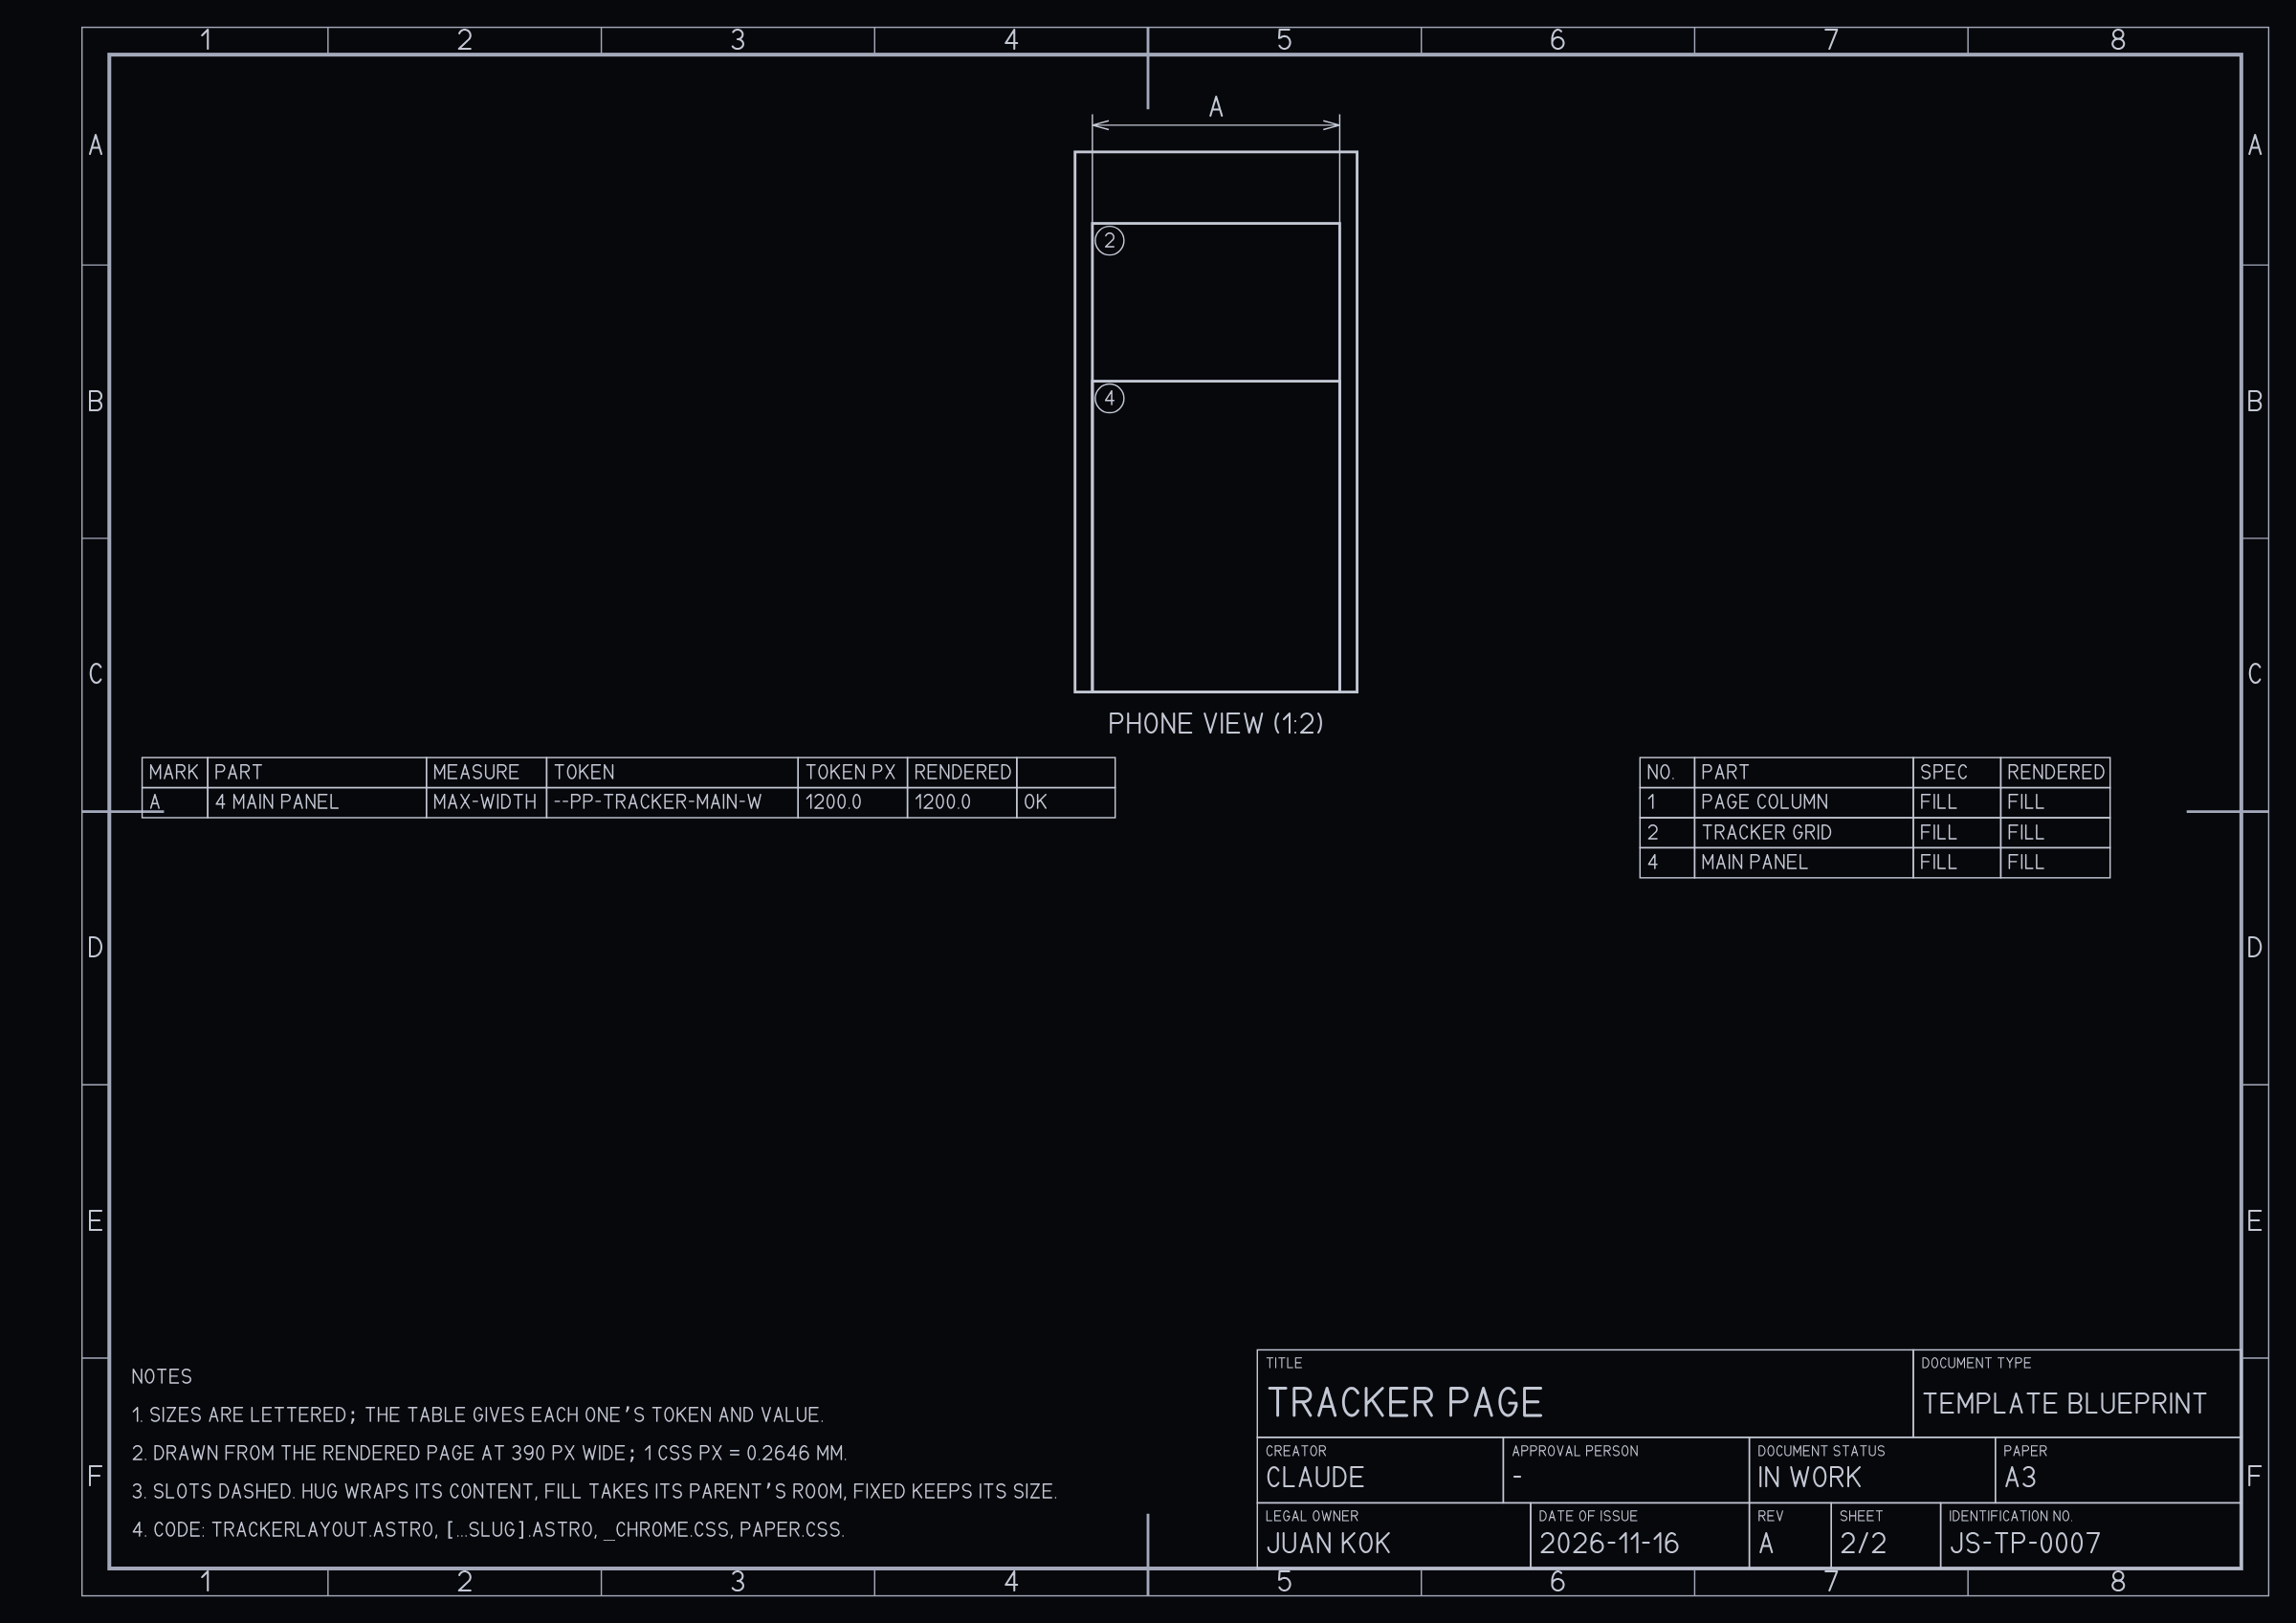 1 2 3 4 5 6 7 8
A
A A
2
B B
4
C C
PHONE VIEW (1:2)
MARK PART MEASURE TOKEN TOKEN PX RENDERED
A 4 MAIN PANEL MAX-WIDTH --PP-TRACKER-MAIN-W 1200.0 1200.0 OK
NO. PART SPEC RENDERED
1 PAGE COLUMN FILL FILL
2 TRACKER GRID FILL FILL
4 MAIN PANEL FILL FILL
D D
E E
NOTES
1. SIZES ARE LETTERED; THE TABLE GIVES EACH ONE'S TOKEN AND VALUE.
2. DRAWN FROM THE RENDERED PAGE AT 390 PX WIDE; 1 CSS PX = 0.2646 MM.
3. SLOTS DASHED. HUG WRAPS ITS CONTENT, FILL TAKES ITS PARENT'S ROOM, FIXED KEEPS ITS SIZE.
4. CODE: TRACKERLAYOUT.ASTRO, [...SLUG].ASTRO, _CHROME.CSS, PAPER.CSS.
F F
TITLE
TRACKER PAGE
DOCUMENT TYPE
TEMPLATE BLUEPRINT
CREATOR
CLAUDE
APPROVAL PERSON
-
DOCUMENT STATUS
IN WORK
PAPER
A3
LEGAL OWNER
JUAN KOK
DATE OF ISSUE
2026-11-16
REV
A
SHEET
2/2
IDENTIFICATION NO.
JS-TP-0007
1 2 3 4 5 6 7 8